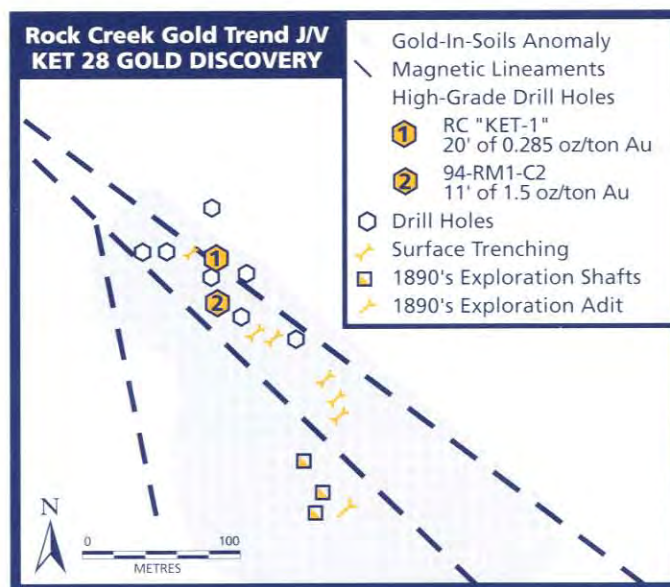 Rock Creek Gold Trend J/V
KET 28 GOLD DISCOVERY
Gold-In-Soils Anomaly
Magnetic Lineaments
High-Grade Drill Holes
1 RC "KET-1"
20' of 0.285 oz/ton Au
2 94-RM1-C2
11' of 1.5 oz/ton Au
Drill Holes
Surface Trenching
1890's Exploration Shafts
1890's Exploration Adit
1
2
N
0 100
METRES